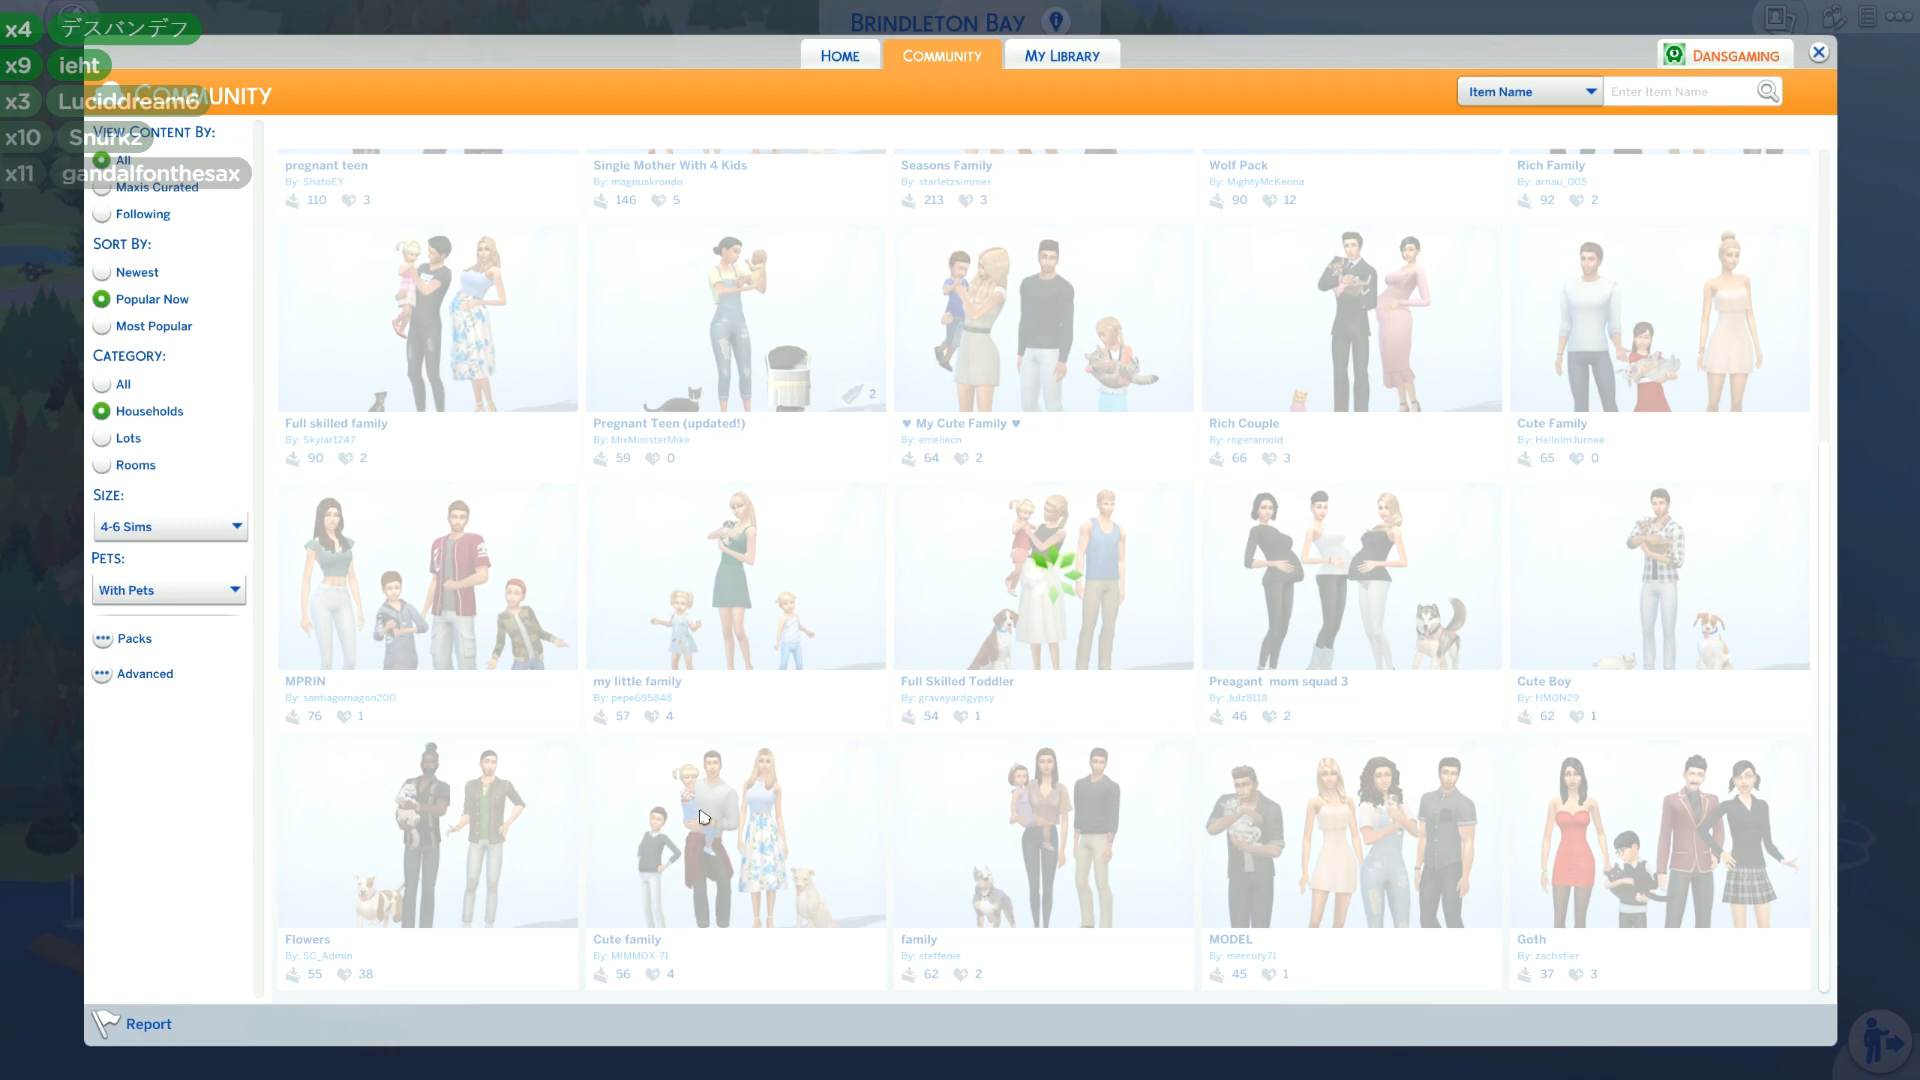 x4 デスバンデフ
x9 ieht
x3 Luciddream6
x10 Snurkz
x11 gandalfonthesax
BRINDLETON BAY
HOME
COMMUNITY
MY LIBRARY
DANSGAMING
COMMUNITY
Item Name
Enter Item Name
VIEW CONTENT BY:
All
Maxis Curated
Following
SORT BY:
Newest
Popular Now
Most Popular
CATEGORY:
All
Households
Lots
Rooms
SIZE:
4-6 Sims
PETS:
With Pets
Packs
Advanced
pregnant teen
By: ShatoEY
110 3
Single Mother With 4 Kids
By: magnuskrondo
146 5
Seasons Family
By: starletzsimmer
213 3
Wolf Pack
By: MightyMcKenna
90 12
Rich Family
By: arnau_005
92 2
2
Full skilled family
By: Skylar1247
90 2
Pregnant Teen (updated!)
By: MixMinisterMike
59 0
♥ My Cute Family ♥
By: emeliecn
64 2
Rich Couple
By: rogerarnold
66 3
Cute Family
By: HelloImJurnee
65 0
MPRIN
By: santiagomagon200
76 1
my little family
By: pepe695848
57 4
Full Skilled Toddler
By: graveyardgypsy
54 1
Preagant mom squad 3
By: Julz8118
46 2
Cute Boy
By: HMON29
62 1
Flowers
By: SC_Admin
55 38
Cute family
By: MIMMOX-71
56 4
family
By: steffenie
62 2
MODEL
By: mercury71
45 1
Goth
By: zachstier
37 3
Report